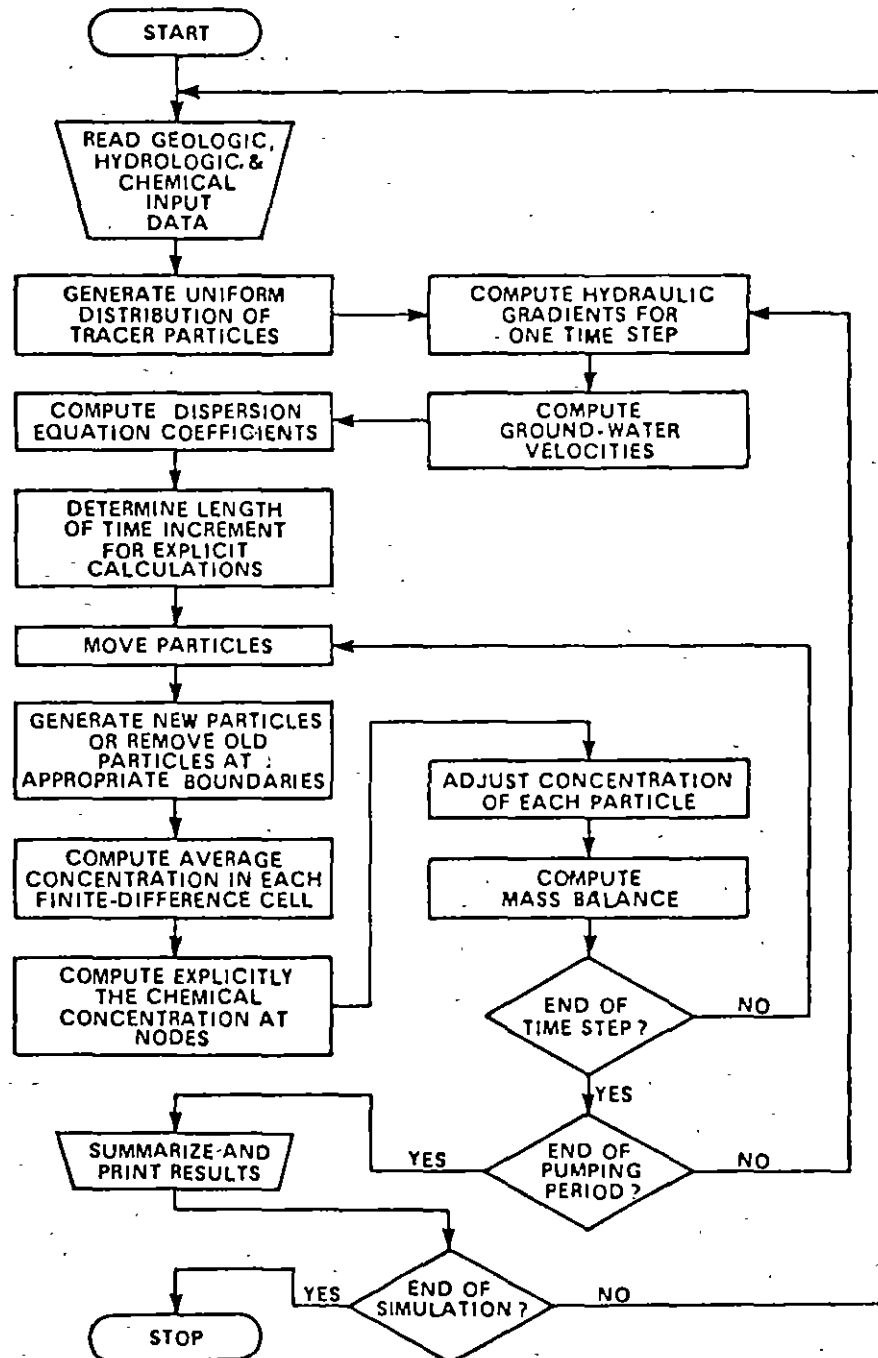 START
READ GEOLOGIC,
HYDROLOGIC, &
CHEMICAL
INPUT
DATA
GENERATE UNIFORM
DISTRIBUTION OF
TRACER PARTICLES
COMPUTE HYDRAULIC
GRADIENTS FOR
ONE TIME STEP
COMPUTE
GROUND-WATER
VELOCITIES
COMPUTE DISPERSION
EQUATION COEFFICIENTS
DETERMINE LENGTH
OF TIME INCREMENT
FOR EXPLICIT
CALCULATIONS
MOVE PARTICLES
GENERATE NEW PARTICLES
OR REMOVE OLD
PARTICLES AT
APPROPRIATE BOUNDARIES
COMPUTE AVERAGE
CONCENTRATION IN EACH
FINITE-DIFFERENCE CELL
COMPUTE EXPLICITLY
THE CHEMICAL
CONCENTRATION AT
NODES
ADJUST CONCENTRATION
OF EACH PARTICLE
COMPUTE
MASS BALANCE
END OF
TIME STEP?
NO
YES
END OF
PUMPING
PERIOD?
NO
YES
SUMMARIZE AND
PRINT RESULTS
END OF
SIMULATION?
NO
YES
STOP